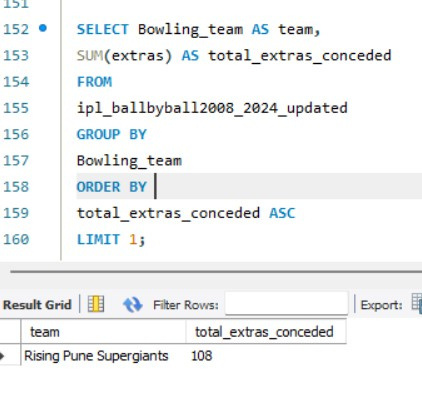 151
152 SELECT Bowling_team AS team,
153 SUM(extras) AS total_extras_conceded
154 FROM
155 ipl_ballbyball2008_2024_updated
156 GROUP BY
157 Bowling_team
158 ORDER BY
159 total_extras_conceded ASC
160 LIMIT 1;
Result Grid Filter Rows: Export:
team total_extras_conceded
Rising Pune Supergiants 108